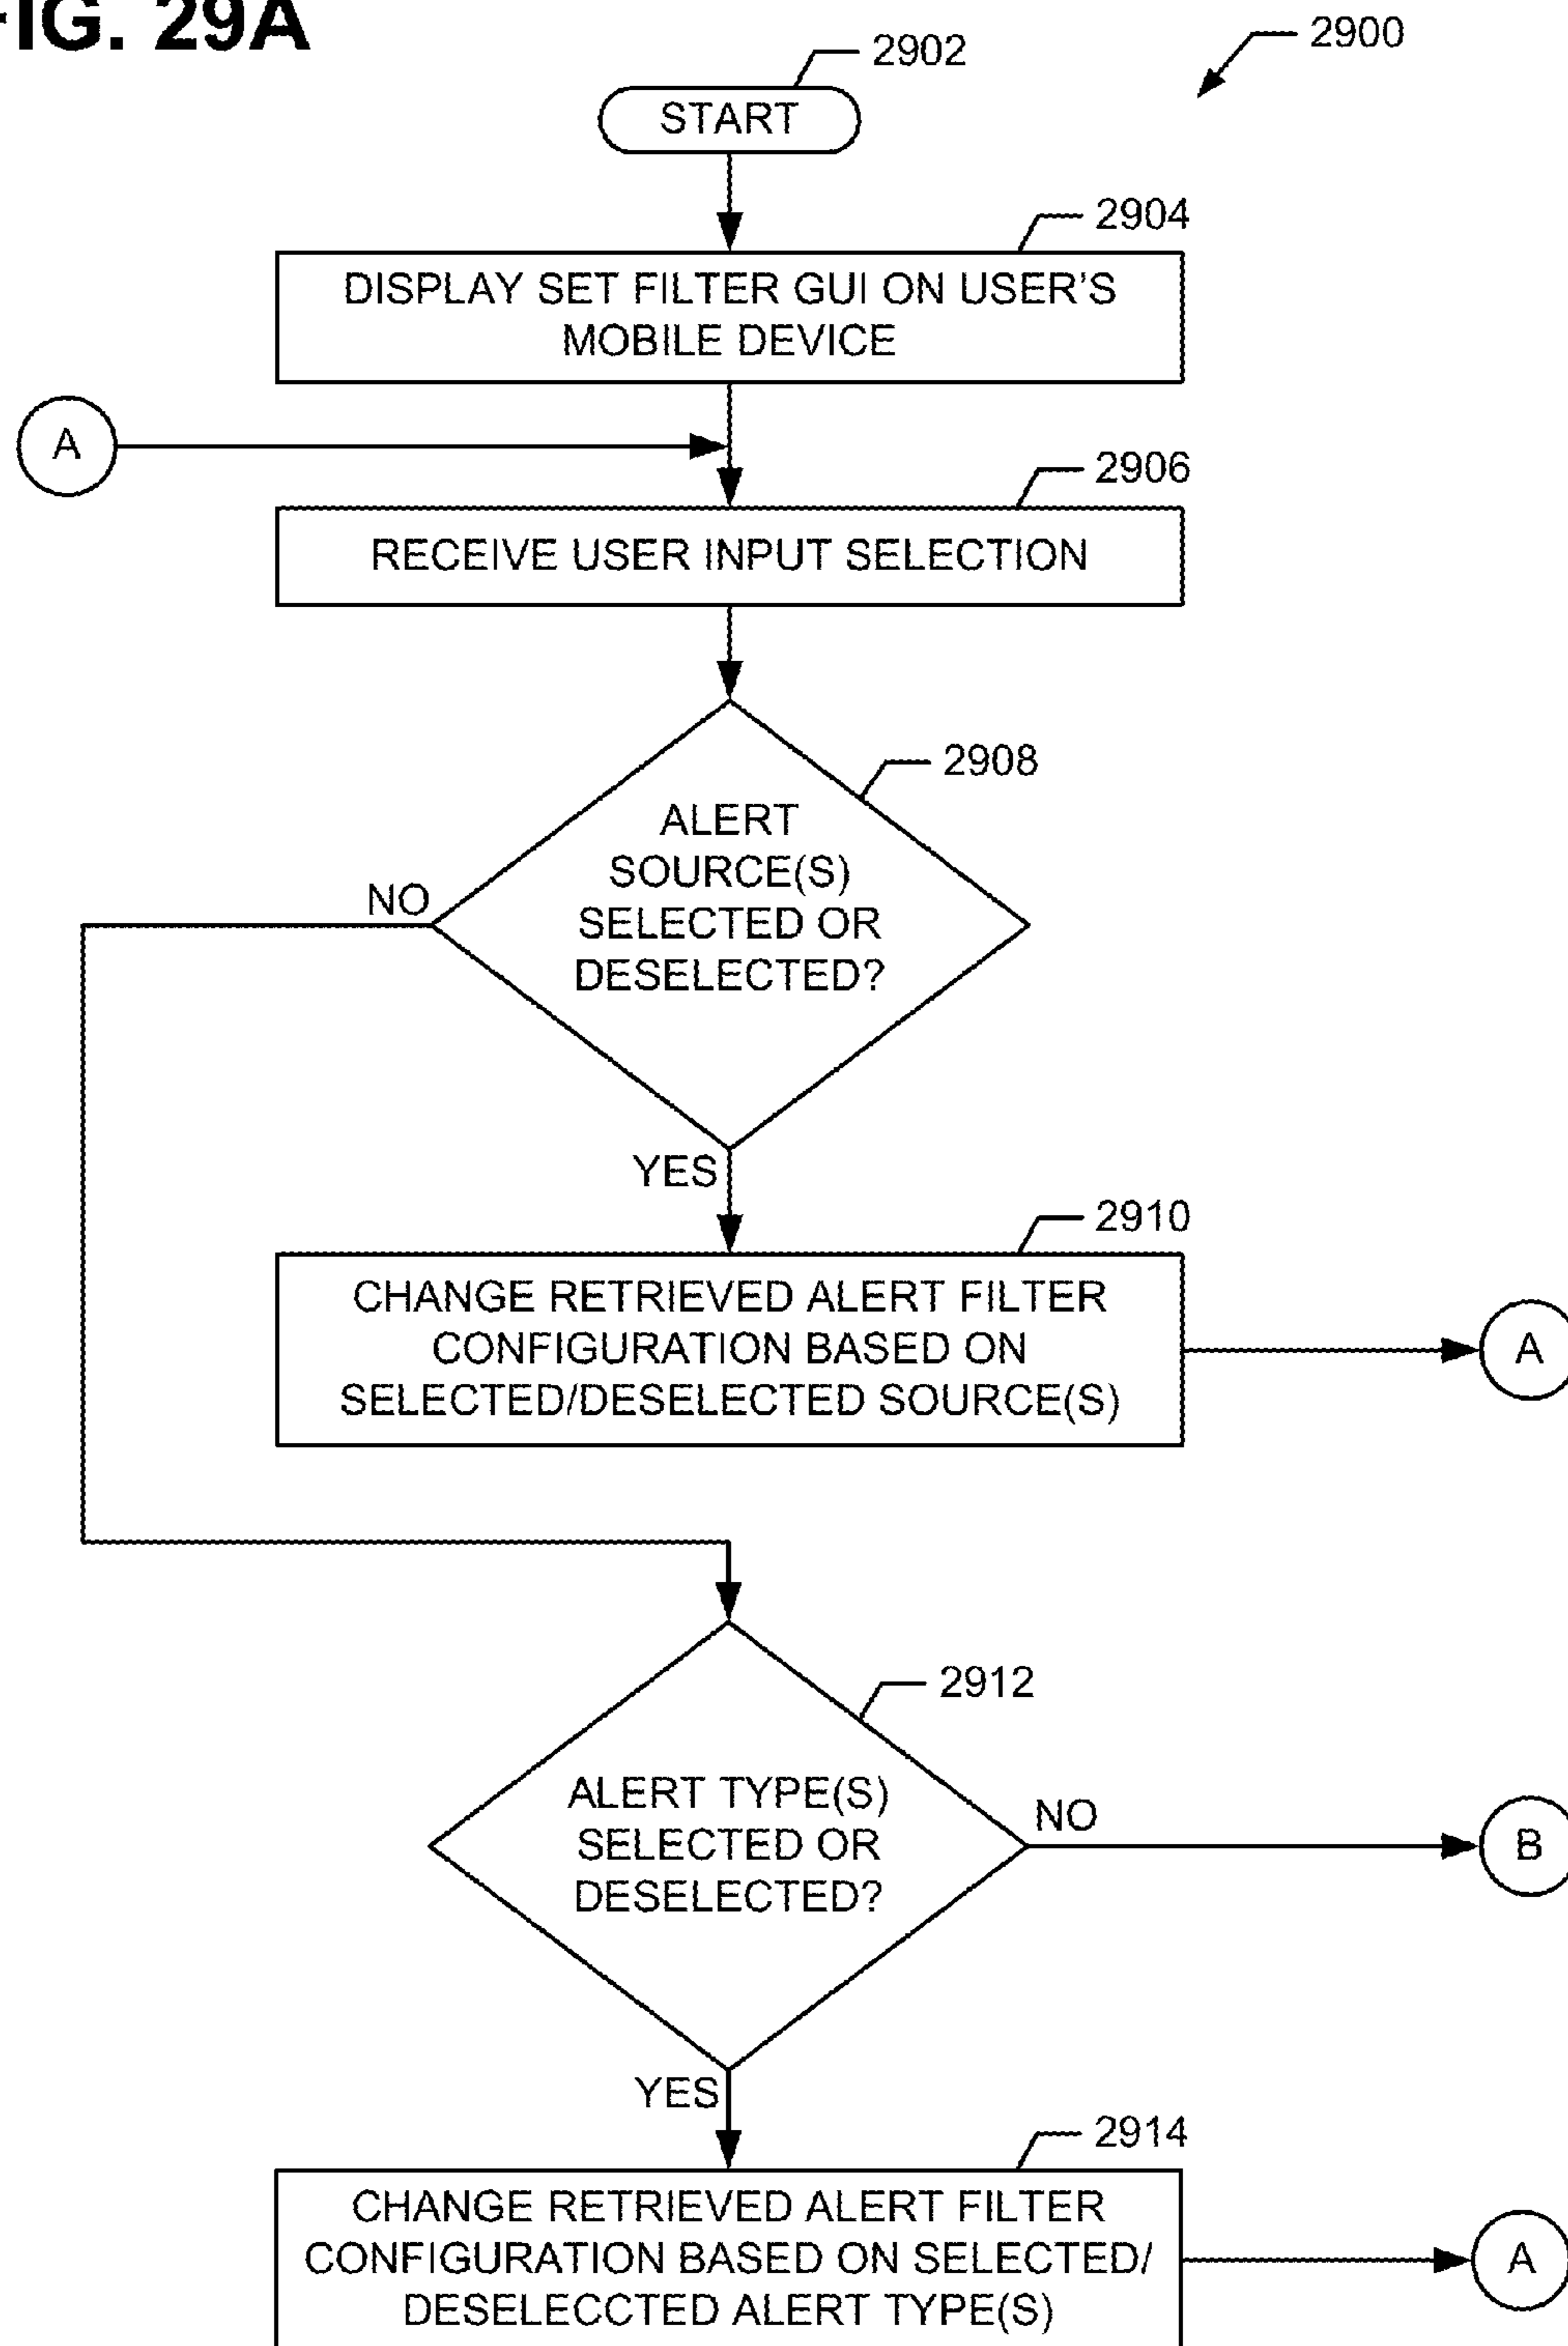 FIG. 29A
2900
2902
START
2904
DISPLAY SET FILTER GUI ON USER'S
MOBILE DEVICE
A
2906
RECEIVE USER INPUT SELECTION
2908
ALERT
SOURCE(S)
SELECTED OR
DESELECTED?
NO
YES
2910
CHANGE RETRIEVED ALERT FILTER
CONFIGURATION BASED ON
SELECTED/DESELECTED SOURCE(S)
A
2912
ALERT TYPE(S)
SELECTED OR
DESELECTED?
NO
B
YES
2914
CHANGE RETRIEVED ALERT FILTER
CONFIGURATION BASED ON SELECTED/
DESELECCTED ALERT TYPE(S)
A